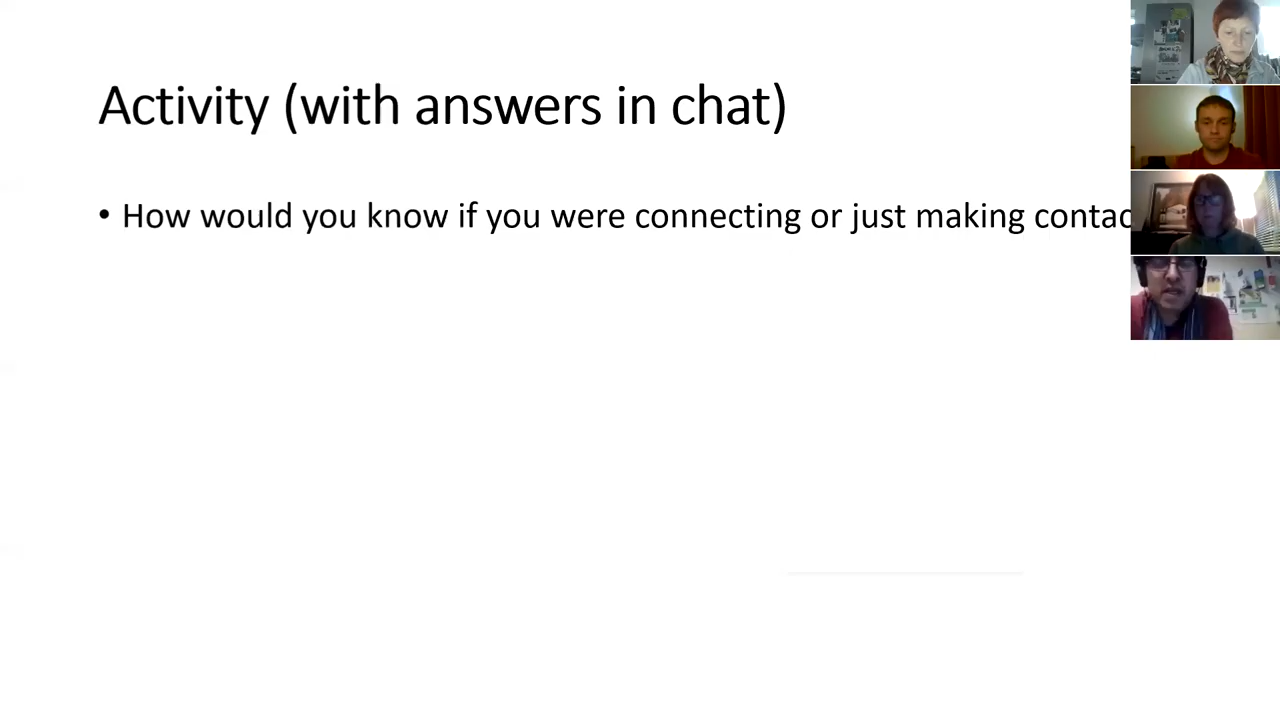 Activity (with answers in chat)
• How would you know if you were connecting or just making contac